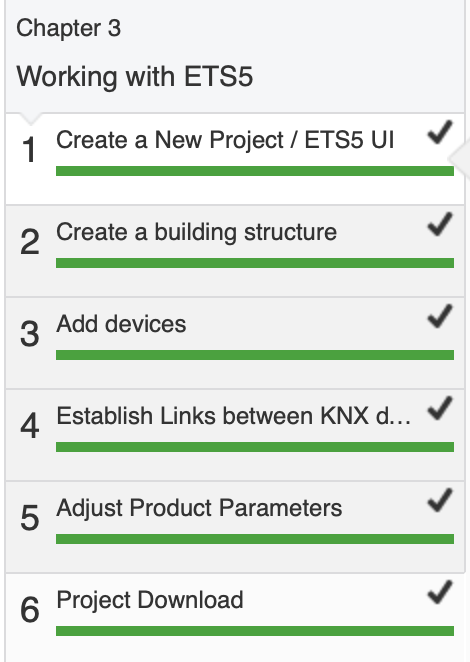 Chapter 3
Working with ETS5
1 Create a New Project / ETS5 UI
2 Create a building structure
3 Add devices
4 Establish Links between KNX d...
5 Adjust Product Parameters
6 Project Download